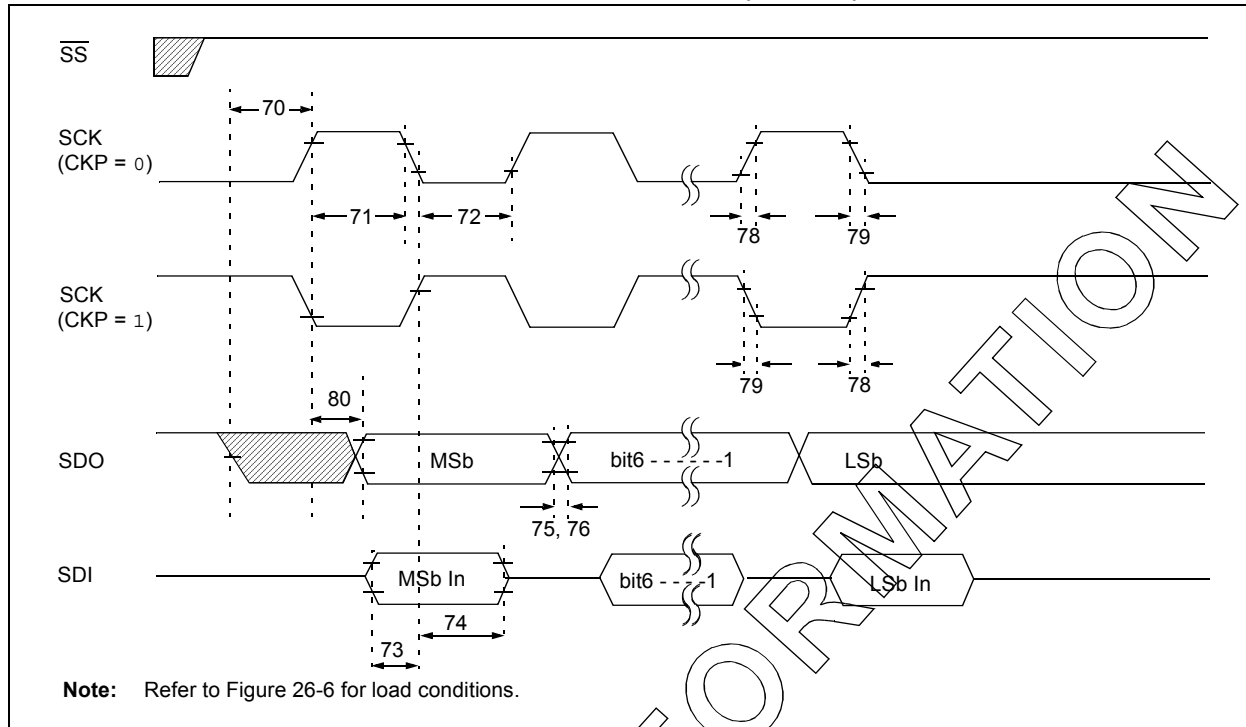 SS
70
SCK
(CKP = 0)
71
72
78
79
SCK
(CKP = 1)
79
78
80
SDO
MSb
bit6 - - - - - - -1
LSb
75, 76
SDI
MSb In
bit6 - - - - -1
LSb In
74
73
Note: Refer to Figure 26-6 for load conditions.
ORMATION